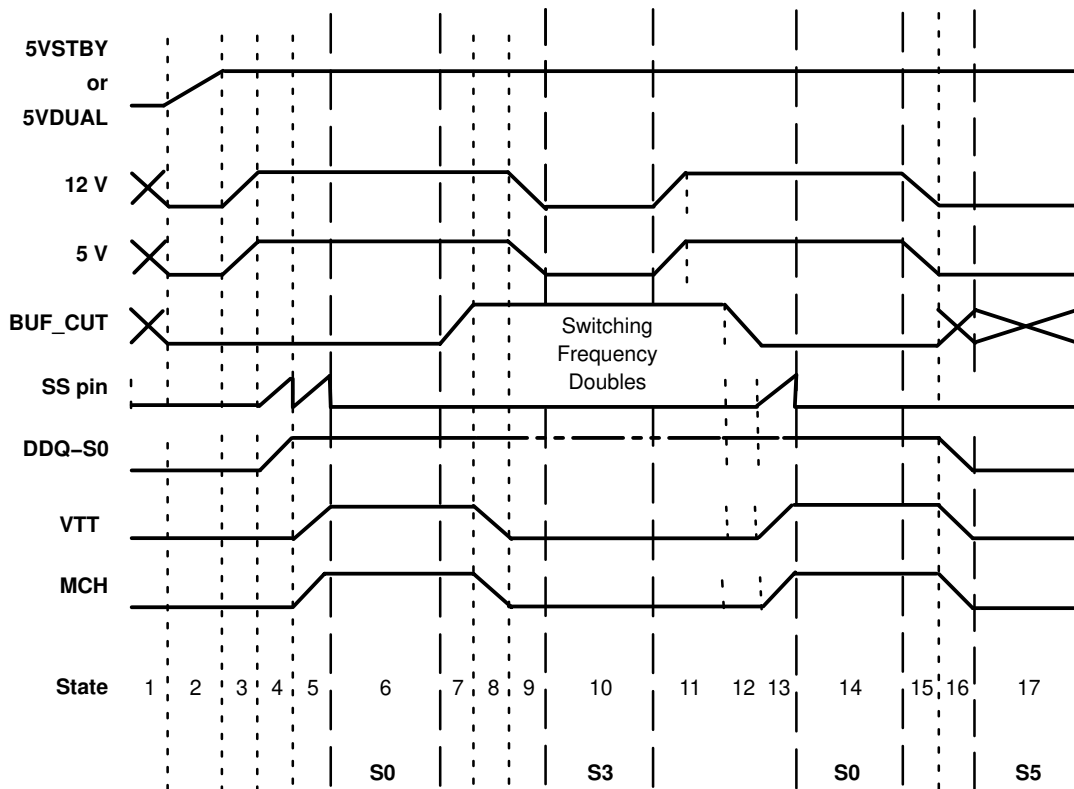 5VSTBY
or
5VDUAL
12 V
5 V
BUF_CUT
Switching
Frequency
Doubles
SS pin
DDQ–S0
VTT
MCH
State 1 2 3 4 5 6 7 8 9 10 11 12 13 14 15 16 17
S0 S3 S0 S5